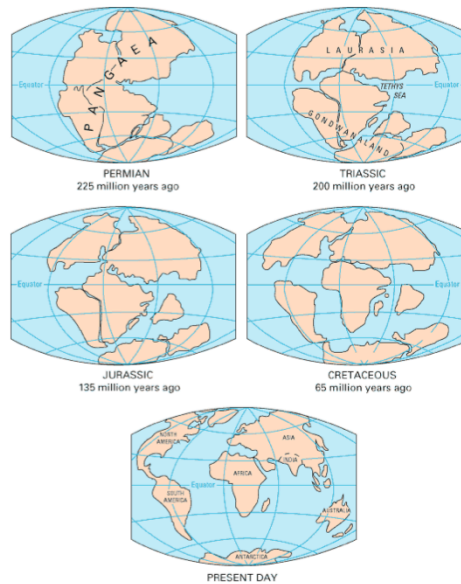 Equator
PANGAEA
PERMIAN
225 million years ago
LAURASIA
Equator
TETHYS
SEA
GONDWANALAND
TRIASSIC
200 million years ago
Equator
JURASSIC
135 million years ago
Equator
CRETACEOUS
65 million years ago
NORTH
AMERICA
ASIA
INDIA
AFRICA
Equator
SOUTH
AMERICA
AUSTRALIA
ANTARCTICA
PRESENT DAY